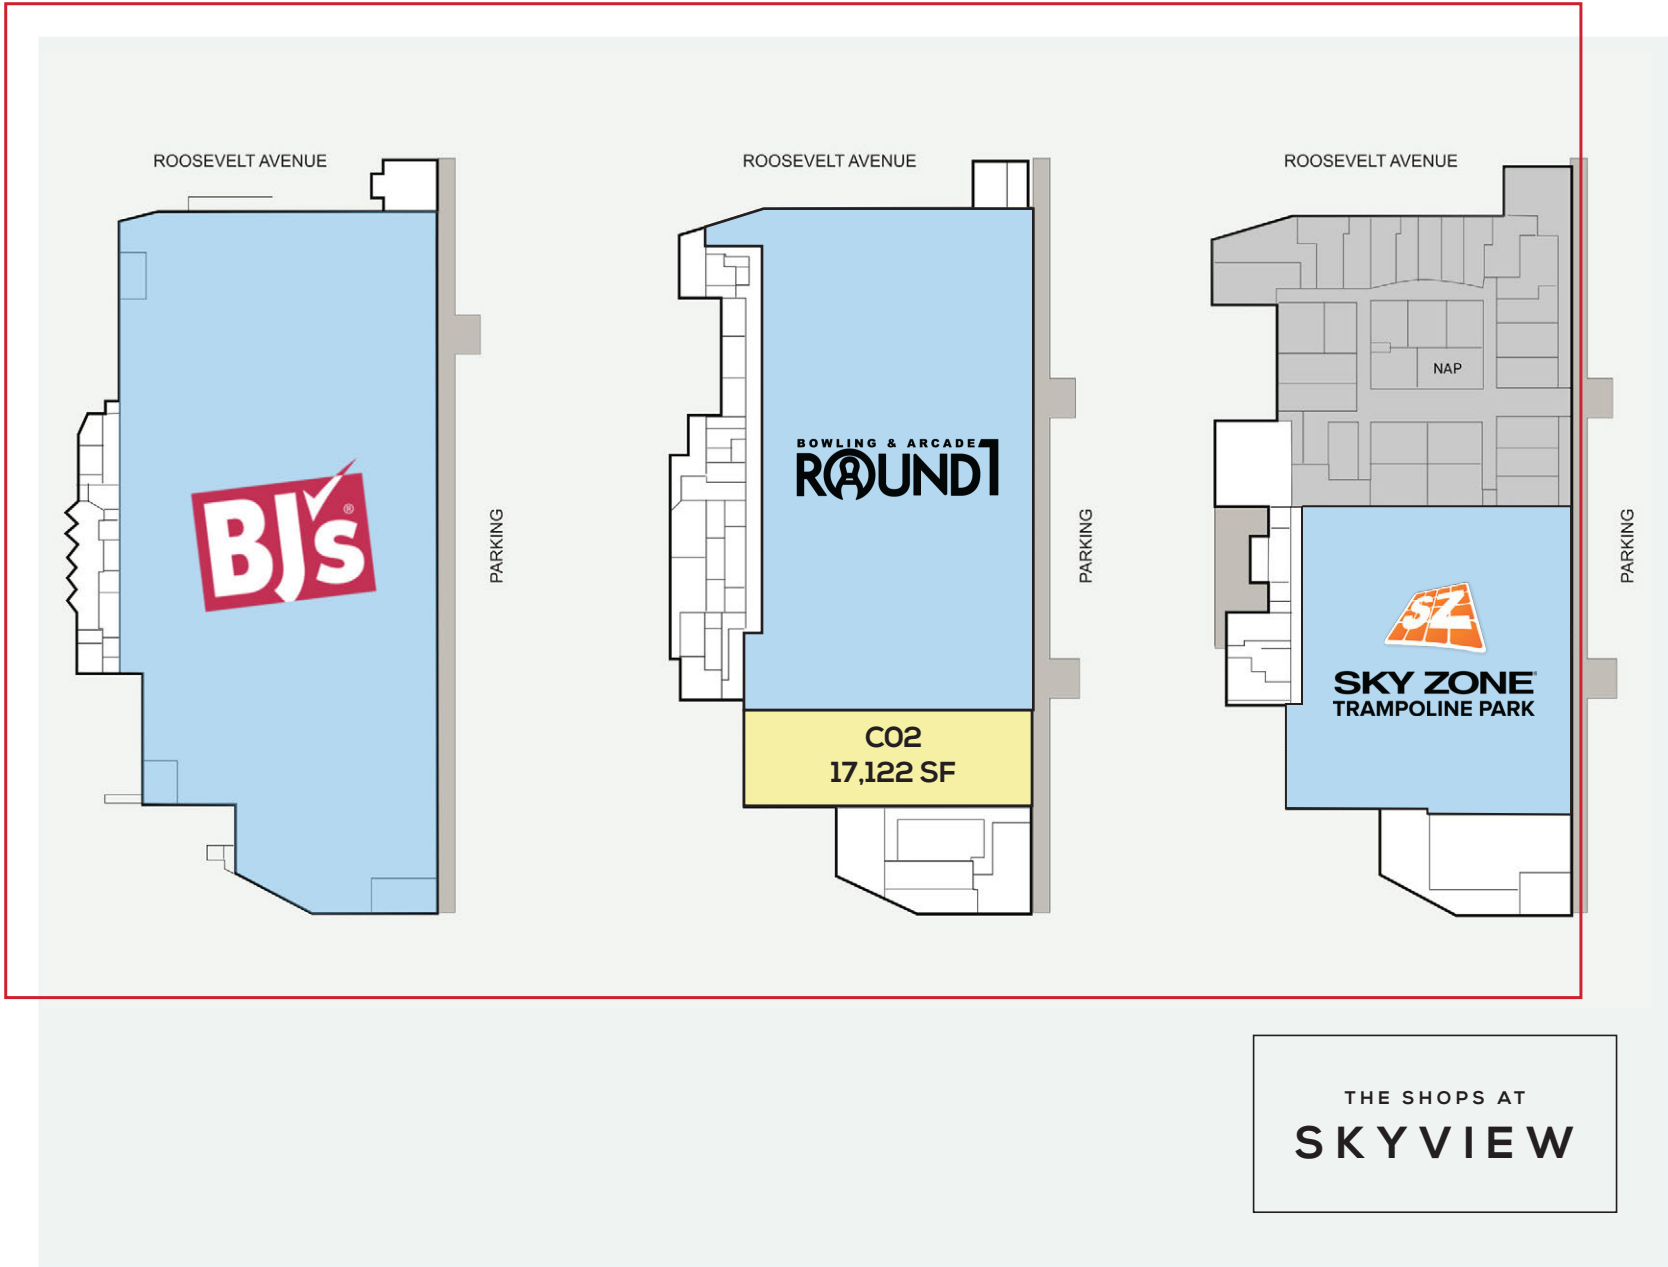 ROOSEVELT AVENUE
BJ's®
PARKING
ROOSEVELT AVENUE
BOWLING & ARCADE
ROUND1
PARKING
C02
17,122 SF
ROOSEVELT AVENUE
NAP
PARKING
SZ
SKY ZONE
TRAMPOLINE PARK
THE SHOPS AT
SKYVIEW